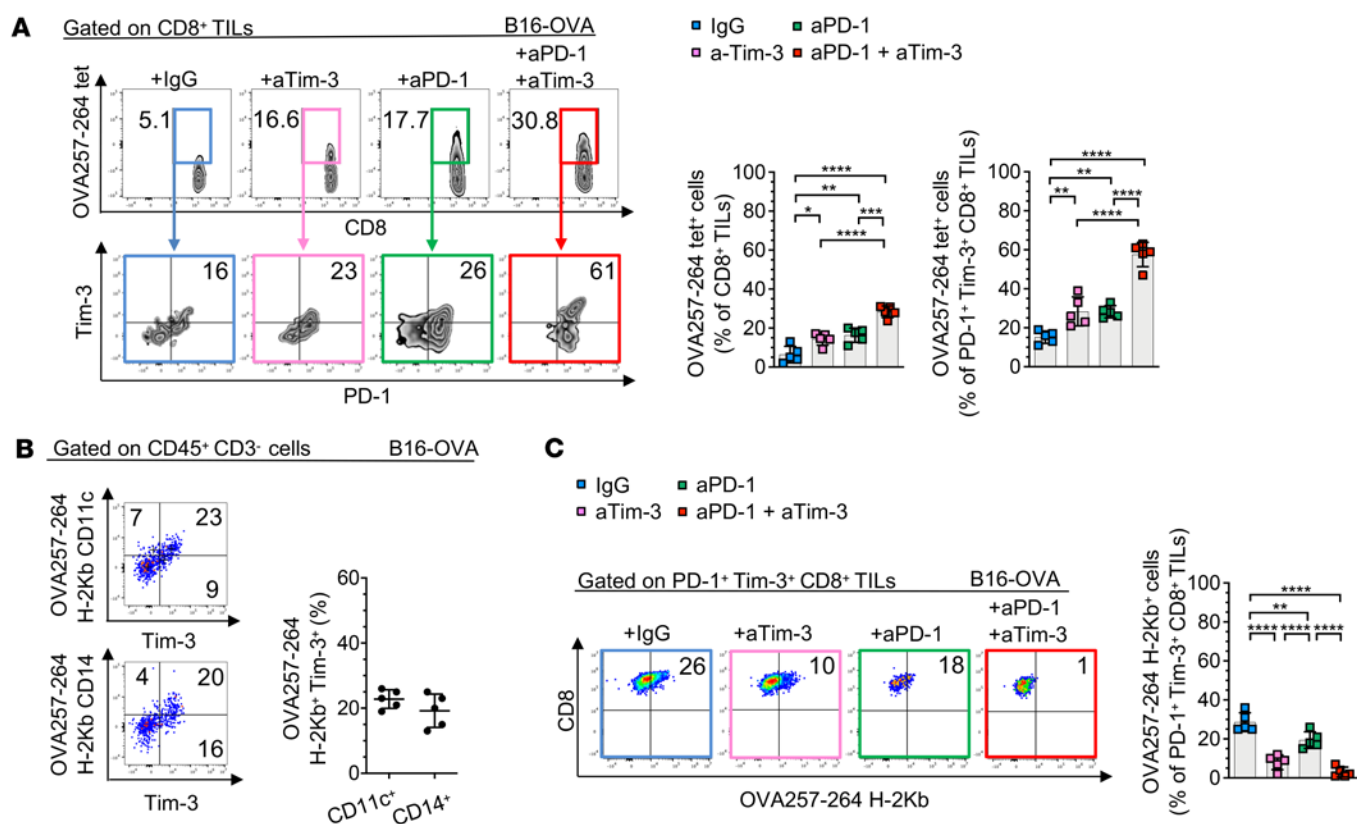 A
Gated on CD8⁺ TILs B16-OVA
+IgG +aTim-3 +aPD-1 +aPD-1
+aTim-3
OVA257-264 tet
5.1 16.6 17.7 30.8
CD8
Tim-3
16 23 26 61
PD-1
IgG aPD-1
a-Tim-3 aPD-1 + aTim-3
OVA257-264 tet⁺ cells
(% of CD8⁺ TILs)
100
80
60
40
20
0
****
**
* ***
****
OVA257-264 tet⁺ cells
(% of PD-1⁺ Tim-3⁺ CD8⁺ TILs)
100
80
60
40
20
0
****
**
** ****
****
B
Gated on CD45⁺ CD3⁻ cells B16-OVA
OVA257-264
H-2Kb CD11c
7 23
9
Tim-3
OVA257-264
H-2Kb CD14
4 20
16
Tim-3
OVA257-264
H-2Kb⁺ Tim-3⁺ (%)
60
40
20
0
CD11c⁺ CD14⁺
C
IgG aPD-1
aTim-3 aPD-1 + aTim-3
Gated on PD-1⁺ Tim-3⁺ CD8⁺ TILs B16-OVA
+IgG +aTim-3 +aPD-1 +aPD-1
+aTim-3
CD8
26 10 18 1
OVA257-264 H-2Kb
OVA257-264 H-2Kb⁺ cells
(% of PD-1⁺ Tim-3⁺ CD8⁺ TILs)
100
80
60
40
20
0
****
**
**** **** ****